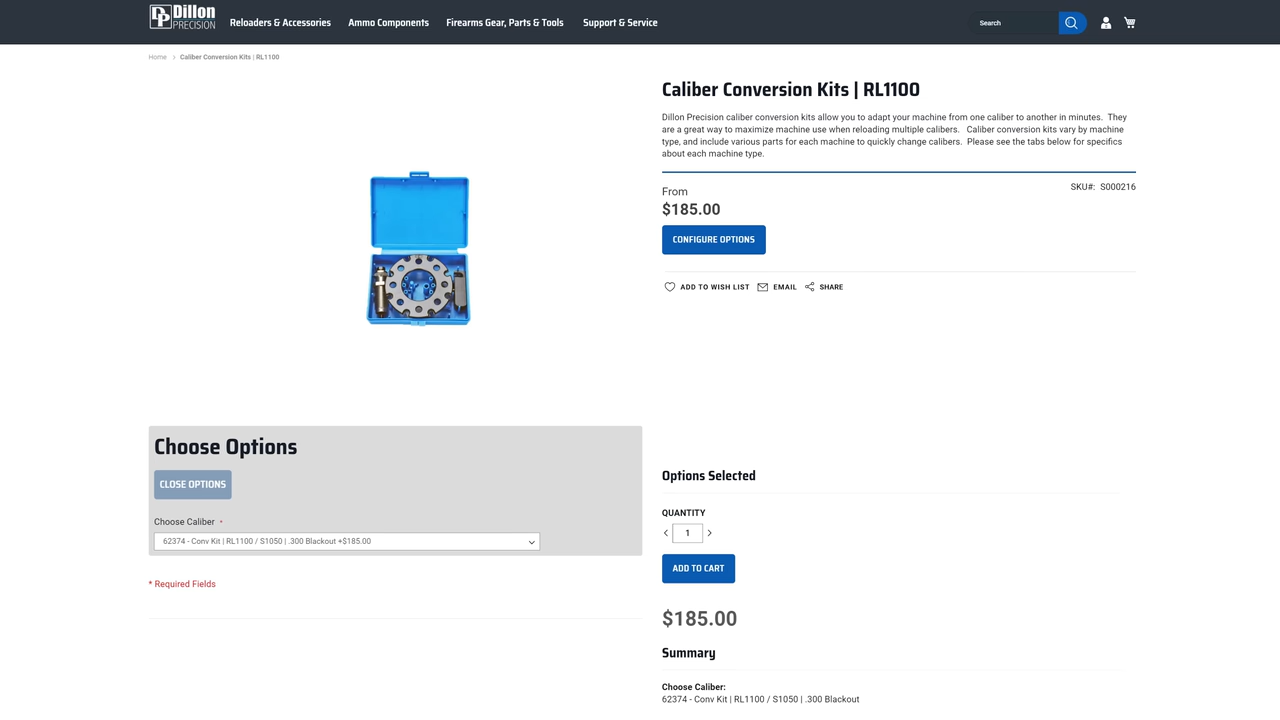 Dillon
PRECISION
Reloaders & Accessories
Ammo Components
Firearms Gear, Parts & Tools
Support & Service
Search
Home
Caliber Conversion Kits | RL1100
Caliber Conversion Kits | RL1100
Dillon Precision caliber conversion kits allow you to adapt your machine from one caliber to another in minutes. They
are a great way to maximize machine use when reloading multiple calibers. Caliber conversion kits vary by machine
type, and include various parts for each machine to quickly change calibers. Please see the tabs below for specifics
about each machine type.
From
SKU#: S000216
$185.00
CONFIGURE OPTIONS
ADD TO WISH LIST
EMAIL
SHARE
Choose Options
CLOSE OPTIONS
Choose Caliber *
62374 - Conv Kit | RL1100 / S1050 | .300 Blackout +$185.00
* Required Fields
Options Selected
QUANTITY
1
ADD TO CART
$185.00
Summary
Choose Caliber:
62374 - Conv Kit | RL1100 / S1050 | .300 Blackout